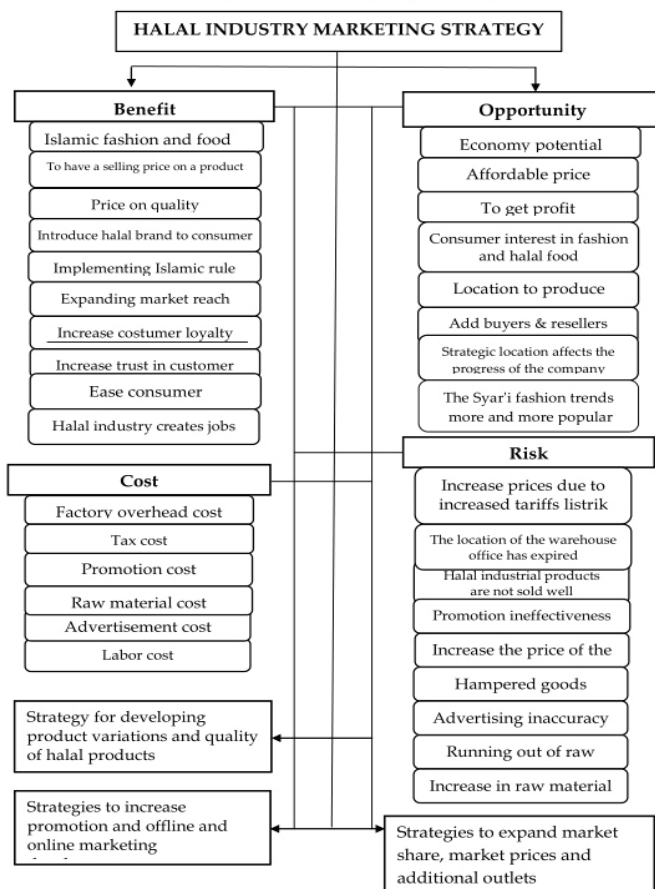 HALAL INDUSTRY MARKETING STRATEGY
Benefit
Islamic fashion and food
To have a selling price on a product
Price on quality
Introduce halal brand to consumer
Implementing Islamic rule
Expanding market reach
Increase costumer loyalty
Increase trust in customer
Ease consumer
Halal industry creates jobs
Opportunity
Economy potential
Affordable price
To get profit
Consumer interest in fashion
and halal food
Location to produce
Add buyers & resellers
Strategic location affects the
progress of the company
The Syar'i fashion trends
more and more popular
Cost
Factory overhead cost
Tax cost
Promotion cost
Raw material cost
Advertisement cost
Labor cost
Risk
Increase prices due to
increased tariffs listrik
The location of the warehouse
office has expired
Halal industrial products
are not sold well
Promotion ineffectiveness
Increase the price of the
Hampered goods
Advertising inaccuracy
Running out of raw
Increase in raw material
Strategy for developing
product variations and quality
of halal products
Strategies to increase
promotion and offline and
online marketing
Strategies to expand market
share, market prices and
additional outlets